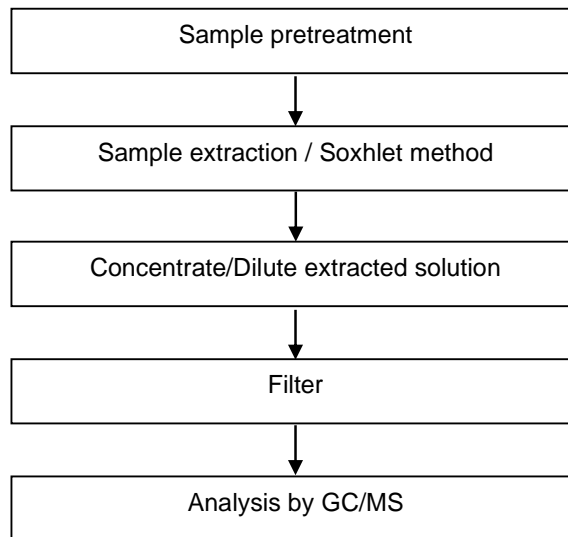 Sample pretreatment
Sample extraction / Soxhlet method
Concentrate/Dilute extracted solution
Filter
Analysis by GC/MS